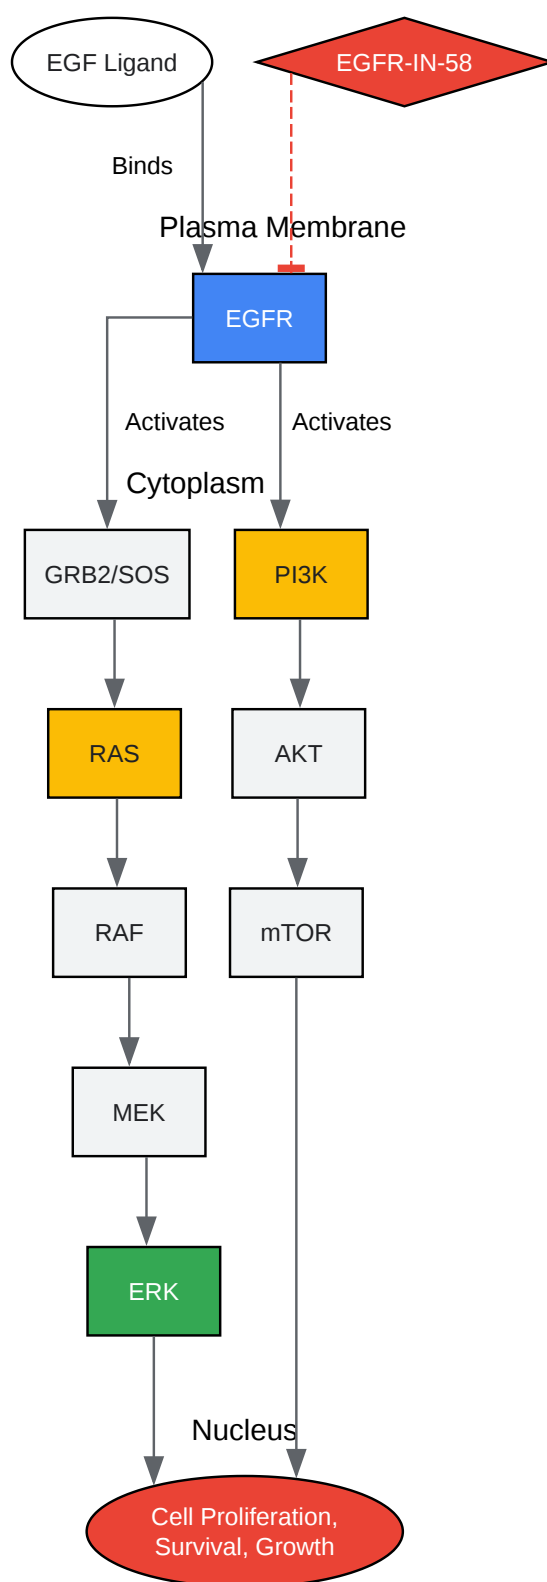 EGF Ligand
EGFR-IN-58
Binds
Plasma Membrane
EGFR
Activates
Activates
Cytoplasm
GRB2/SOS
PI3K
RAS
AKT
RAF
mTOR
MEK
ERK
Nucleus
Cell Proliferation,
Survival, Growth